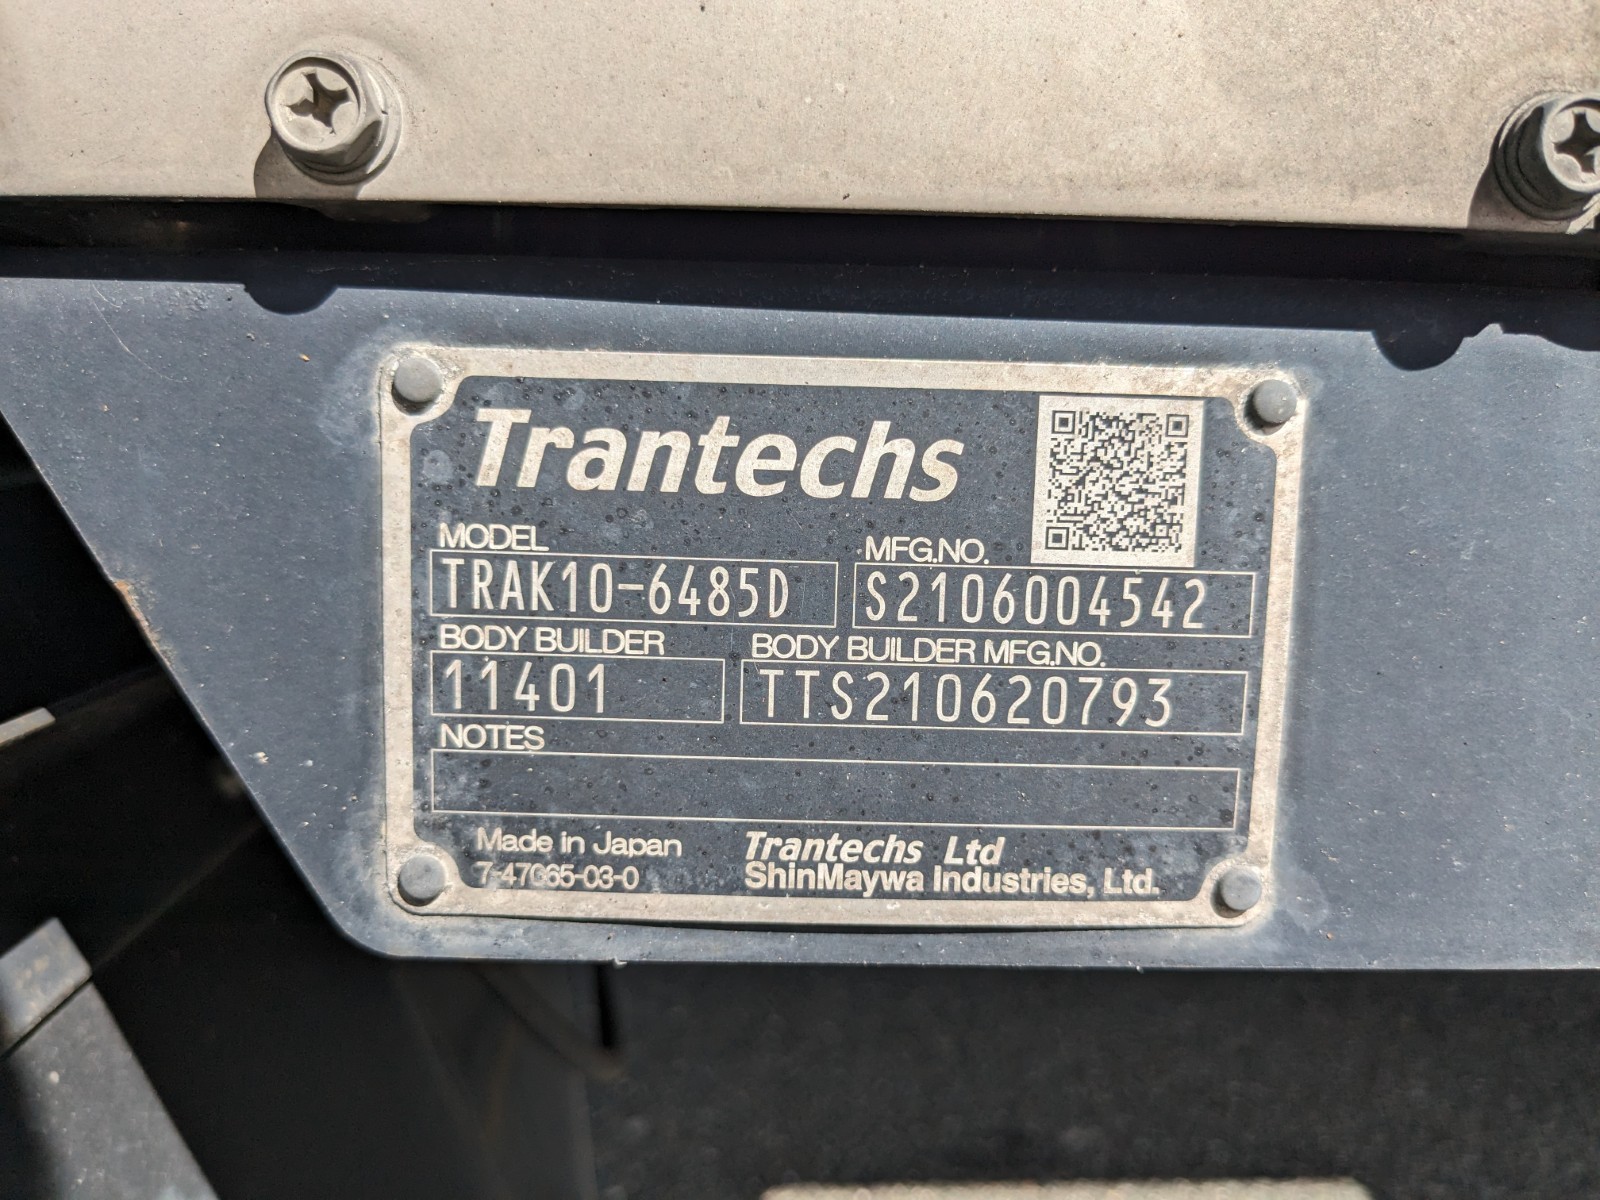 Trantechs
MODEL
MFG.NO.
TRAK10-6485D
S2106004542
BODY BUILDER
BODY BUILDER MFG.NO.
11401
TTS210620793
NOTES
Made in Japan
Trantechs Ltd
7-47G65-03-0
ShinMaywa Industries, Ltd.